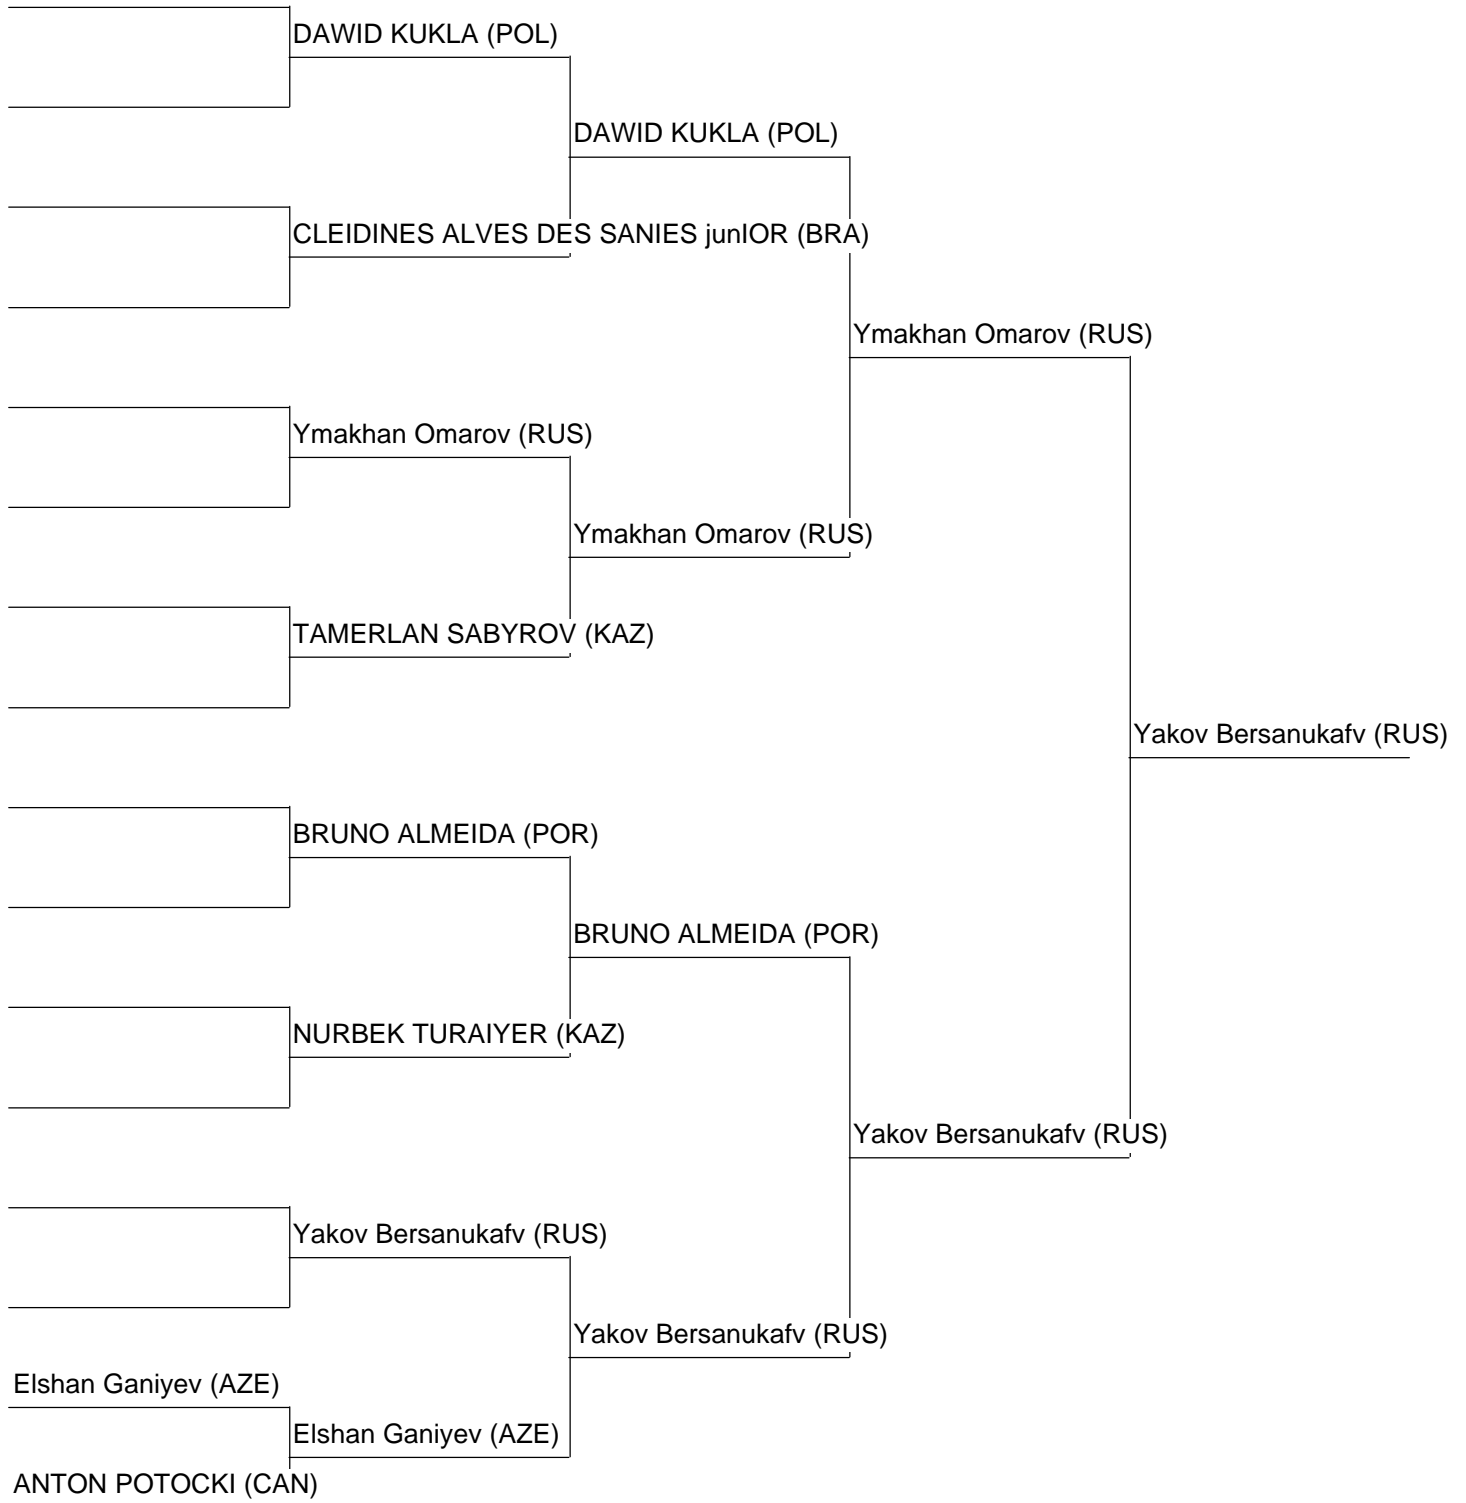 DAWID KUKLA (POL)
DAWID KUKLA (POL)
CLEIDINES ALVES DES SANIES junIOR (BRA)
Ymakhan Omarov (RUS)
Ymakhan Omarov (RUS)
Ymakhan Omarov (RUS)
TAMERLAN SABYROV (KAZ)
Yakov Bersanukafv (RUS)
BRUNO ALMEIDA (POR)
BRUNO ALMEIDA (POR)
NURBEK TURAIYER (KAZ)
Yakov Bersanukafv (RUS)
Yakov Bersanukafv (RUS)
Yakov Bersanukafv (RUS)
Elshan Ganiyev (AZE)
Elshan Ganiyev (AZE)
ANTON POTOCKI (CAN)